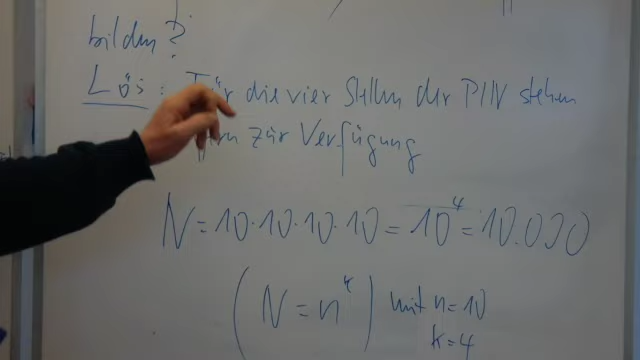 bilden?
Lös: Für die vier Stellen der PIN stehen
zur Verfügung
N = 10·10·10·10 = 10⁴ = 10.000
(N = n⁴) mit n = 10
k = 4